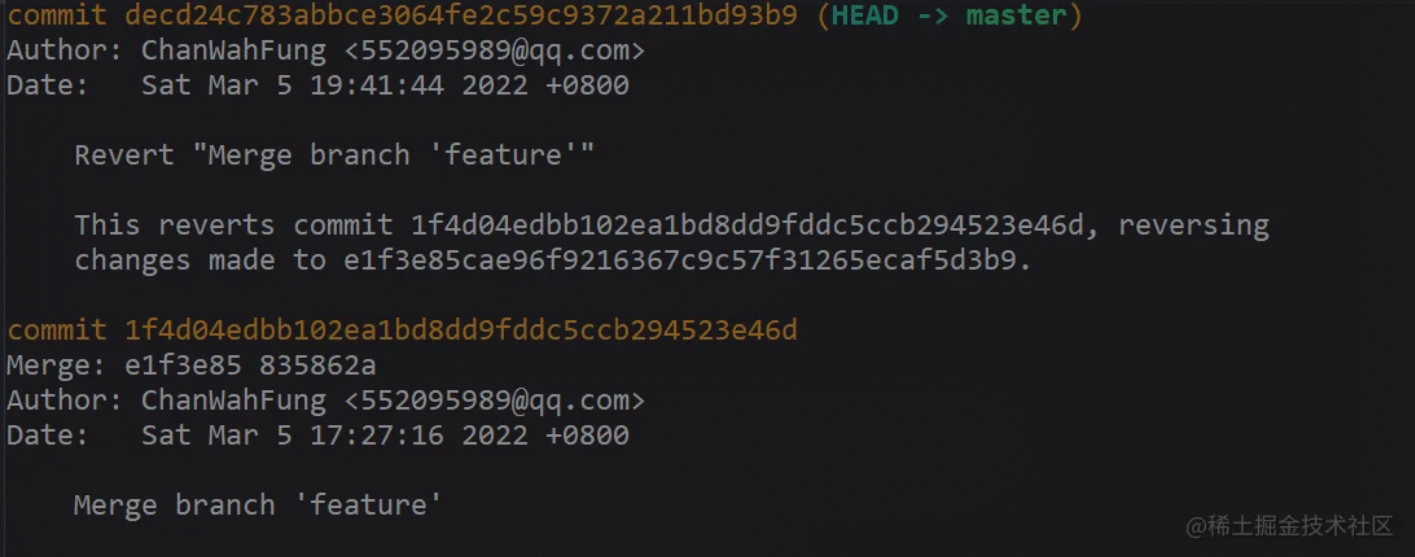 commit decd24c783abbce3064fe2c59c9372a211bd93b9 (HEAD -> master)
Author: ChanWahFung <552095989@qq.com>
Date:   Sat Mar 5 19:41:44 2022 +0800
    Revert "Merge branch 'feature'"
    This reverts commit 1f4d04edbb102ea1bd8dd9fddc5ccb294523e46d, reversing
    changes made to e1f3e85cae96f9216367c9c57f31265ecaf5d3b9.
commit 1f4d04edbb102ea1bd8dd9fddc5ccb294523e46d
Merge: e1f3e85 835862a
Author: ChanWahFung <552095989@qq.com>
Date:   Sat Mar 5 17:27:16 2022 +0800
    Merge branch 'feature'
@稀土掘金技术社区